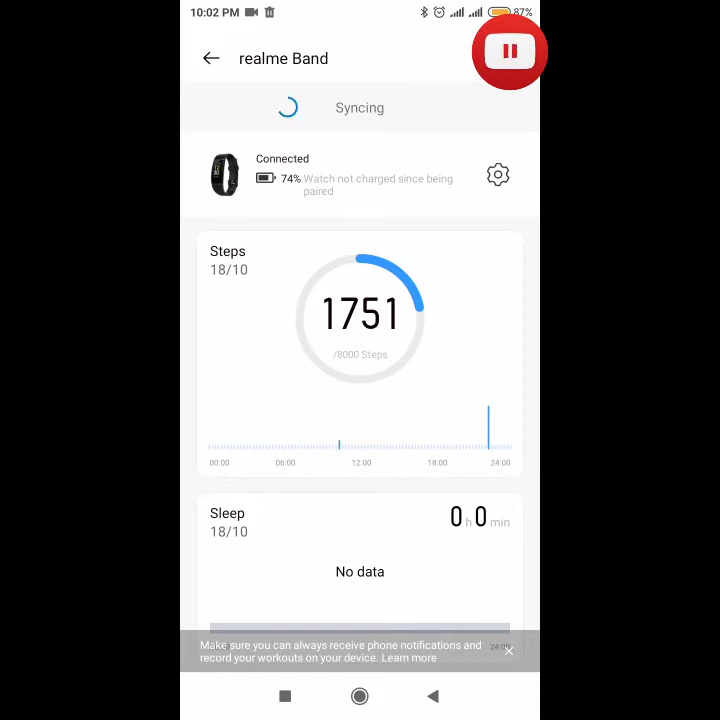 10:02 PM 87%
realme Band
Syncing
Connected
74% Watch not charged since being
paired
Steps
18/10
1751
/8000 Steps
00:00 06:00 12:00 18:00 24:00
Sleep
18/10
0 h 0 min
No data
24:00
Make sure you can always receive phone notifications and
record your workouts on your device. Learn more